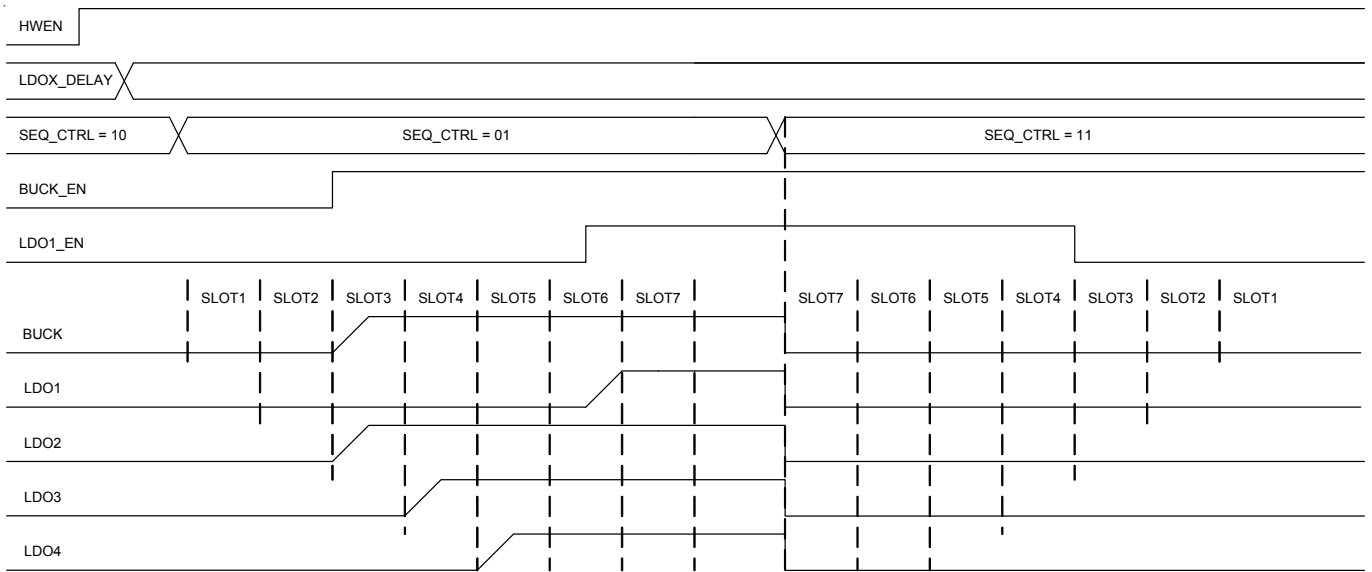 HWEN
LDOX_DELAY
SEQ_CTRL = 10 SEQ_CTRL = 01 SEQ_CTRL = 11
BUCK_EN
LDO1_EN
SLOT1 SLOT2 SLOT3 SLOT4 SLOT5 SLOT6 SLOT7 SLOT7 SLOT6 SLOT5 SLOT4 SLOT3 SLOT2 SLOT1
BUCK
LDO1
LDO2
LDO3
LDO4